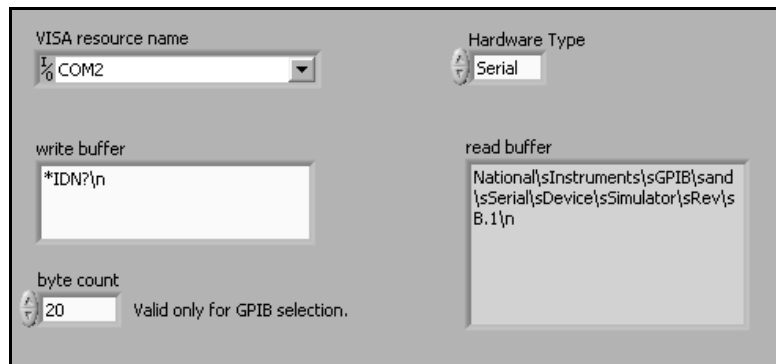 VISA resource name
COM2
Hardware Type
Serial
write buffer
*IDN?\n
read buffer
National\sInstruments\sGPIB\sand
\sSerial\sDevice\sSimulator\sRev\s
B.1\n
byte count
20
Valid only for GPIB selection.